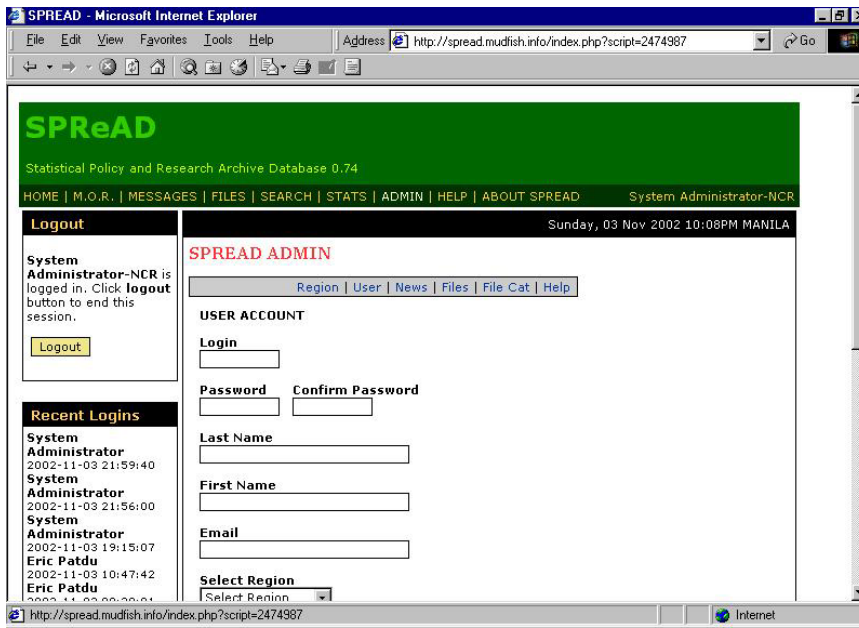 SPREAD - Microsoft Internet Explorer
File Edit View Favorites Tools Help Address http://spread.mudfish.info/index.php?script=2474987 Go
SPReAD
Statistical Policy and Research Archive Database 0.74
HOME | M.O.R. | MESSAGES | FILES | SEARCH | STATS | ADMIN | HELP | ABOUT SPREAD System Administrator-NCR
Logout
Sunday, 03 Nov 2002 10:08PM MANILA
System
Administrator-NCR is
logged in. Click logout
button to end this
session.
Logout
Recent Logins
System
Administrator
2002-11-03 21:59:40
System
Administrator
2002-11-03 21:56:00
System
Administrator
2002-11-03 19:15:07
Eric Patdu
2002-11-03 10:47:42
Eric Patdu
SPREAD ADMIN
Region | User | News | Files | File Cat | Help
USER ACCOUNT
Login
Password Confirm Password
Last Name
First Name
Email
Select Region
Select Region
http://spread.mudfish.info/index.php?script=2474987 Internet